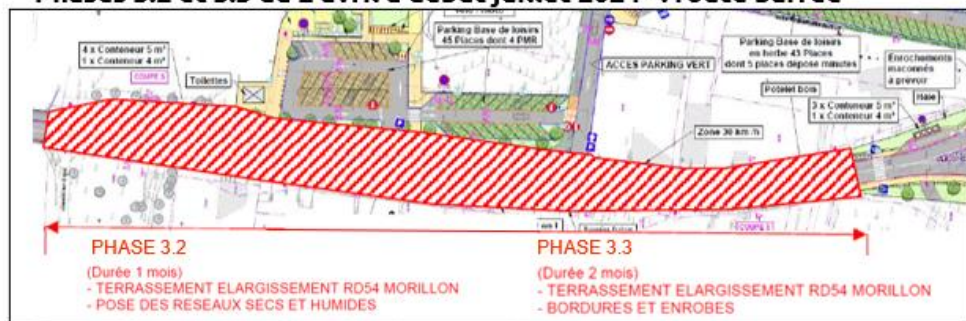 4 x Conteneur 5 m³
1 x Conteneur 4 m³
COUPE 5
Toilettes
Parking Base de loisirs
45 Places dont 4 PMR
ACCES PARKING VERT
Parking Base de loisirs
en herbe 43 Places
dont 5 places dépose minutes
Potelet bois
Enrochements
maconnés
à prevoir
Haie
3 x Conteneur 5 m³
1 x Conteneur 4 m³
Zone 30 km /h
PHASE 3.2
(Durée 1 mois)
- TERRASSEMENT ELARGISSEMENT RD54 MORILLON
- POSE DES RESEAUX SECS ET HUMIDES
PHASE 3.3
(Durée 2 mois)
- TERRASSEMENT ELARGISSEMENT RD54 MORILLON
- BORDURES ET ENROBES